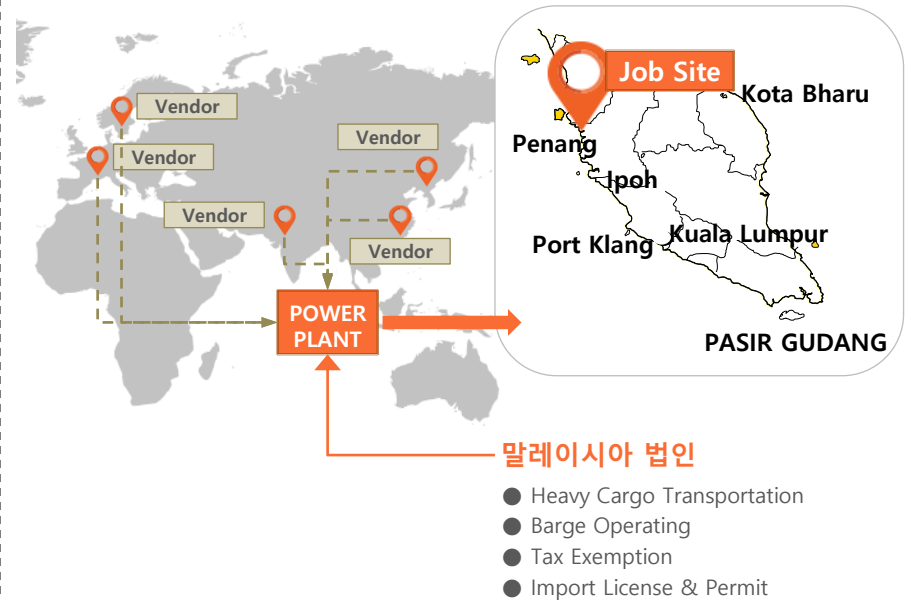 Vendor
Vendor
Vendor
Vendor
Vendor
POWER
PLANT
Job Site
Kota Bharu
Penang
Ipoh
Port Klang
Kuala Lumpur
PASIR GUDANG
말레이시아 법인
● Heavy Cargo Transportation
● Barge Operating
● Tax Exemption
● Import License & Permit